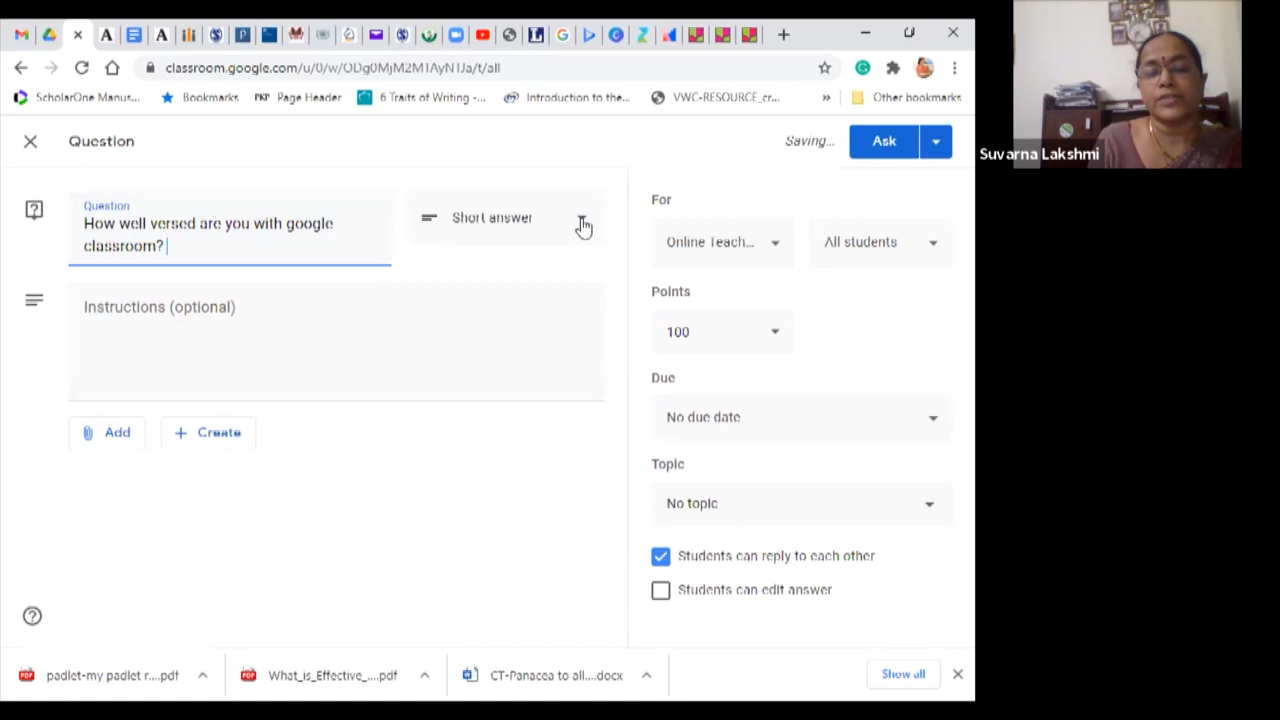 classroom.google.com/u/0/w/ODg0MjM2MTAyNTJa/t/all
ScholarOne Manus...
Bookmarks
PKP Page Header
6 Traits of Writing -...
Introduction to the...
VWC-RESOURCE_cr...
»
Other bookmarks
Question
Saving...
Ask
Suvarna Lakshmi
Question
How well versed are you with google
classroom?
Short answer
Instructions (optional)
Add
+ Create
For
Online Teach...
All students
Points
100
Due
No due date
Topic
No topic
Students can reply to each other
Students can edit answer
padlet-my padlet r....pdf
What_is_Effective_....pdf
CT-Panacea to all....docx
Show all